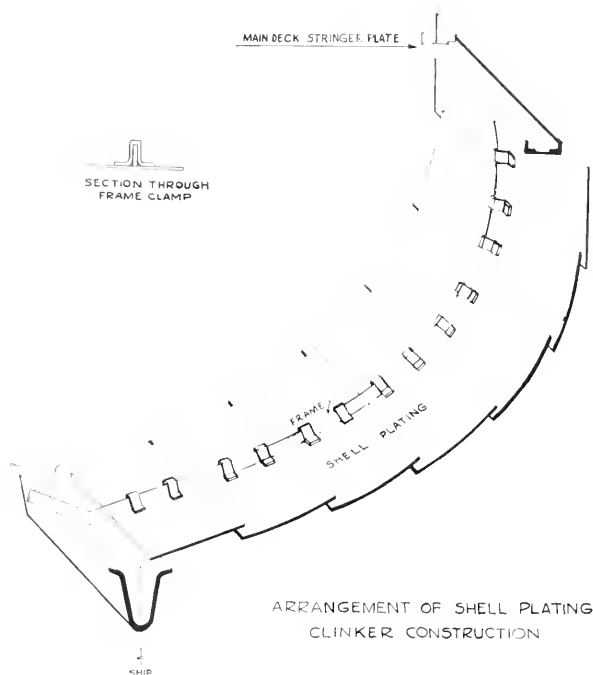 MAIN DECK STRINGER PLATE
SECTION THROUGH
FRAME CLAMP
FRAME
SHELL PLATING
ARRANGEMENT OF SHELL PLATING
CLINKER CONSTRUCTION
SHIP